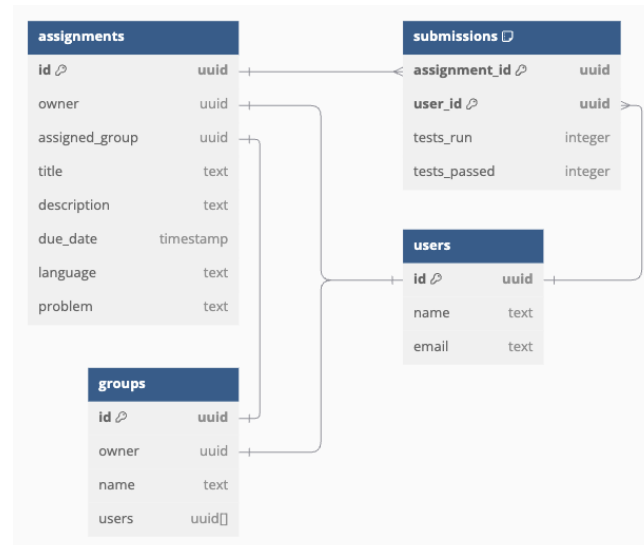 assignments
id uuid
owner uuid
assigned_group uuid
title text
description text
due_date timestamp
language text
problem text
submissions
assignment_id uuid
user_id uuid
tests_run integer
tests_passed integer
users
id uuid
name text
email text
groups
id uuid
owner uuid
name text
users uuid[]